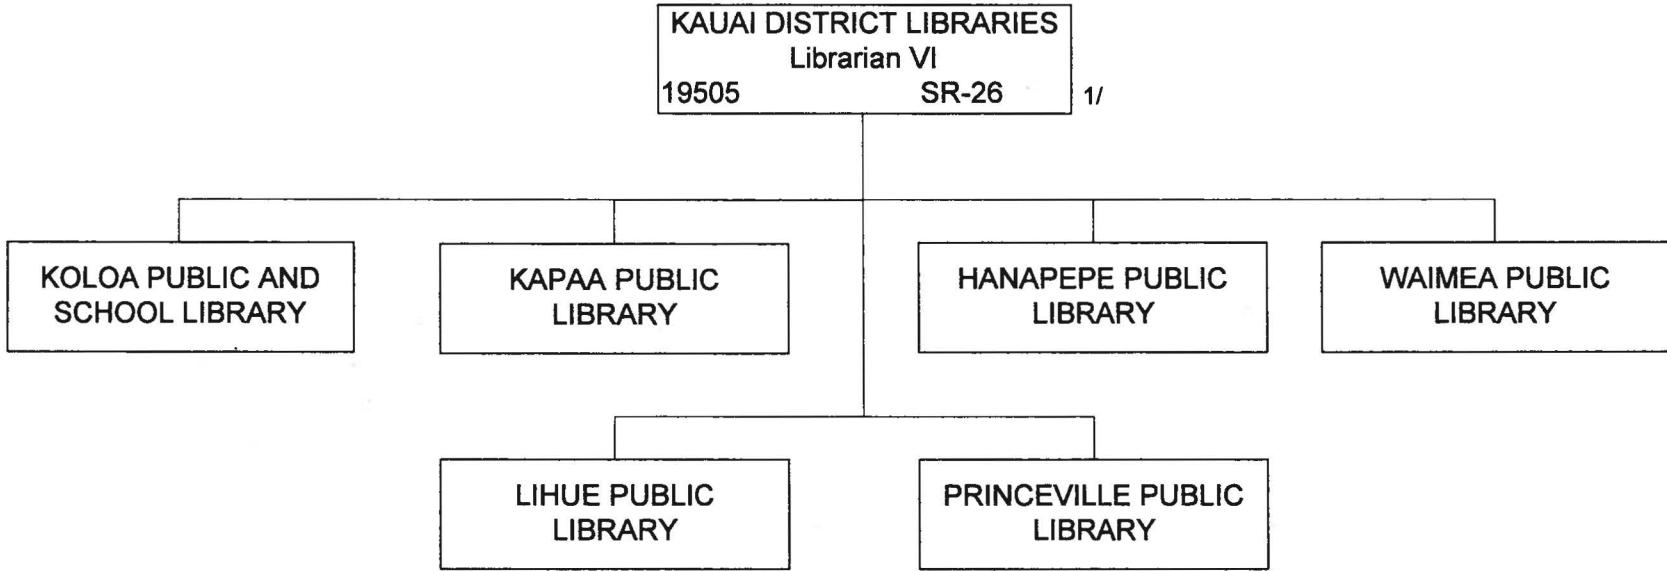 KAUAI DISTRICT LIBRARIES
Librarian VI
19505 SR-26 1/
KOLOA PUBLIC AND
SCHOOL LIBRARY
KAPAA PUBLIC
LIBRARY
HANAPEPE PUBLIC
LIBRARY
WAIMEA PUBLIC
LIBRARY
LIHUE PUBLIC
LIBRARY
PRINCEVILLE PUBLIC
LIBRARY